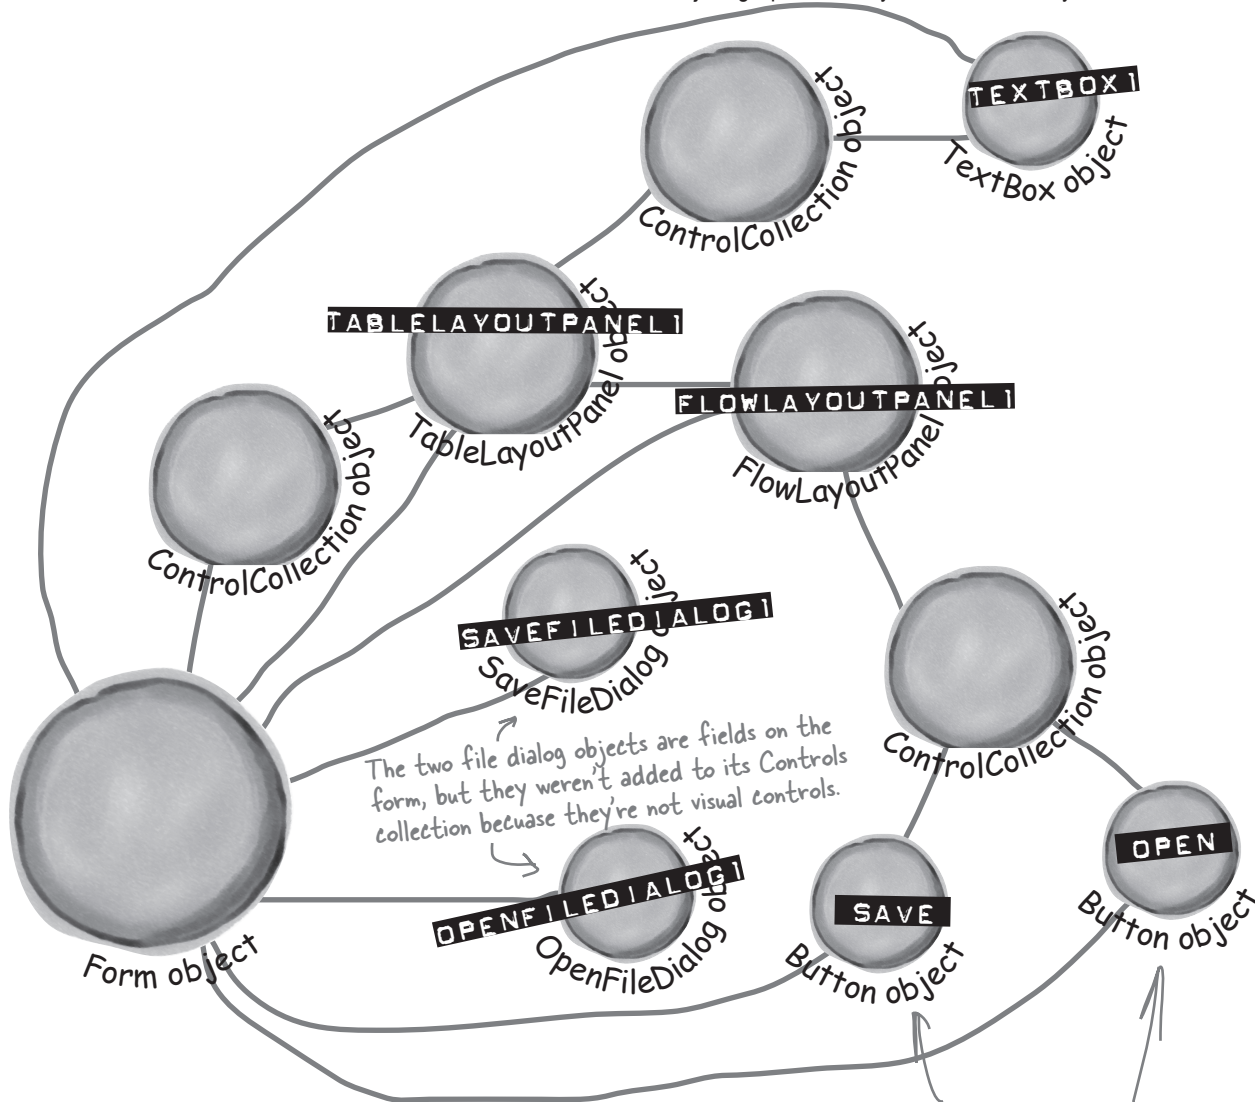 TEXTBOX1
TextBox object
ControlCollection object
TABLELAYOUTPANEL1
TableLayoutPanel object
FLOWLAYOUTPANEL1
FlowLayoutPanel object
ControlCollection object
SAVEFILEDIALOG1
SaveFileDialog object
ControlCollection object
The two file dialog objects are fields on the
form, but they weren't added to its Controls
collection becuase they're not visual controls.
OPEN
Button object
OPENFILEDIALOG1
OpenFileDialog object
SAVE
Button object
Form object